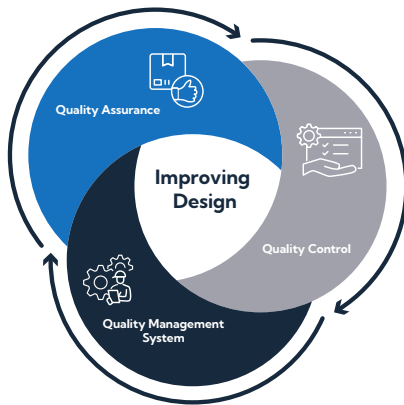 Quality Assurance
Improving
Design
Quality Control
Quality Management
System